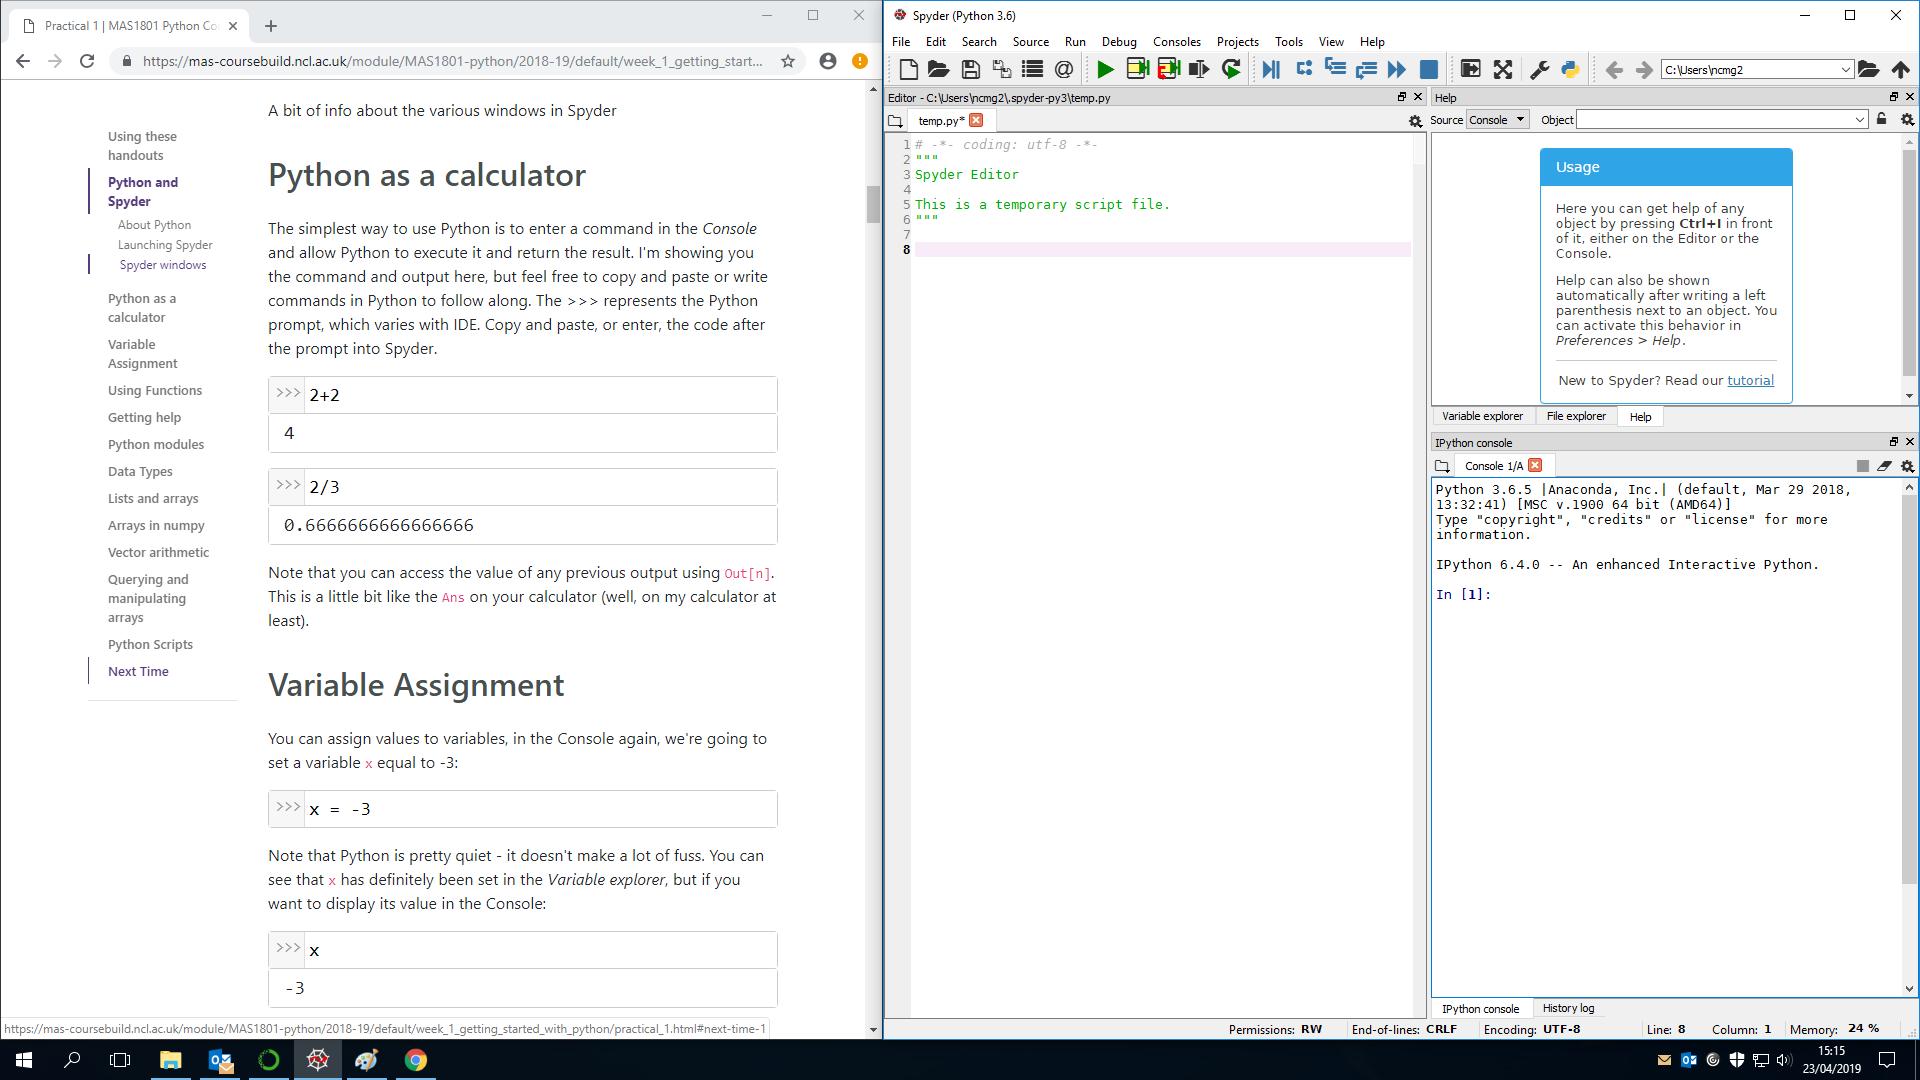 Practical 1 | MAS1801 Python Co
https://mas-coursebuild.ncl.ac.uk/module/MAS1801-python/2018-19/default/week_1_getting_start...
Using these
handouts
Python and
Spyder
About Python
Launching Spyder
Spyder windows
Python as a
calculator
Variable
Assignment
Using Functions
Getting help
Python modules
Data Types
Lists and arrays
Arrays in numpy
Vector arithmetic
Querying and
manipulating
arrays
Python Scripts
Next Time
A bit of info about the various windows in Spyder
Python as a calculator
The simplest way to use Python is to enter a command in the Console
and allow Python to execute it and return the result. I'm showing you
the command and output here, but feel free to copy and paste or write
commands in Python to follow along. The >>> represents the Python
prompt, which varies with IDE. Copy and paste, or enter, the code after
the prompt into Spyder.
>>> 2+2
4
>>> 2/3
0.6666666666666666
Note that you can access the value of any previous output using Out[n].
This is a little bit like the Ans on your calculator (well, on my calculator at
least).
Variable Assignment
You can assign values to variables, in the Console again, we're going to
set a variable x equal to -3:
>>> x = -3
Note that Python is pretty quiet - it doesn't make a lot of fuss. You can
see that x has definitely been set in the Variable explorer, but if you
want to display its value in the Console:
>>> x
-3
https://mas-coursebuild.ncl.ac.uk/module/MAS1801-python/2018-19/default/week_1_getting_started_with_python/practical_1.html#next-time-1
Spyder (Python 3.6)
File Edit Search Source Run Debug Consoles Projects Tools View Help
C:\Users\ncmg2
Editor - C:\Users\ncmg2\.spyder-py3\temp.py
temp.py*
1 # -*- coding: utf-8 -*-
2 """
3 Spyder Editor
4
5 This is a temporary script file.
6 """
7
8
Help
Source Console Object
Usage
Here you can get help of any
object by pressing Ctrl+I in front
of it, either on the Editor or the
Console.
Help can also be shown
automatically after writing a left
parenthesis next to an object. You
can activate this behavior in
Preferences > Help.
New to Spyder? Read our tutorial
Variable explorer File explorer Help
IPython console
Console 1/A
Python 3.6.5 |Anaconda, Inc.| (default, Mar 29 2018,
13:32:41) [MSC v.1900 64 bit (AMD64)]
Type "copyright", "credits" or "license" for more
information.
IPython 6.4.0 -- An enhanced Interactive Python.
In [1]:
IPython console History log
Permissions: RW End-of-lines: CRLF Encoding: UTF-8 Line: 8 Column: 1 Memory: 24 %
15:15
23/04/2019